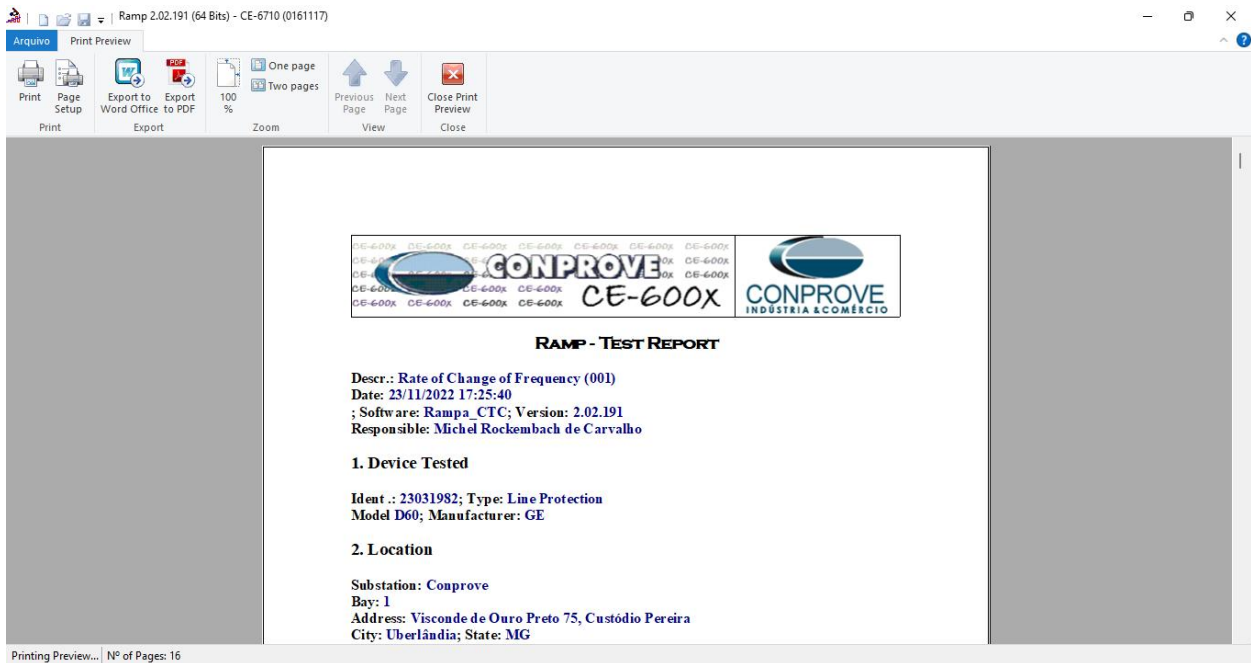 Ramp 2.02.191 (64 Bits) - CE-6710 (0161117)
Arquivo Print Preview
Print
Page Setup
Export to Word Office
Export to PDF
100 %
One page
Two pages
Previous Page
Next Page
Close Print Preview
Print Export Zoom View Close
CONPROVE
CE-600X
CONPROVE
INDÚSTRIA & COMÉRCIO
RAMP - TEST REPORT
Descr.: Rate of Change of Frequency (001)
Date: 23/11/2022 17:25:40
; Software: Rampa_CTC; Version: 2.02.191
Responsible: Michel Rockembach de Carvalho
1. Device Tested
Ident .: 23031982; Type: Line Protection
Model D60; Manufacturer: GE
2. Location
Substation: Conprove
Bay: 1
Address: Visconde de Ouro Preto 75, Custódio Pereira
City: Uberlândia; State: MG
Printing Preview... Nº of Pages: 16